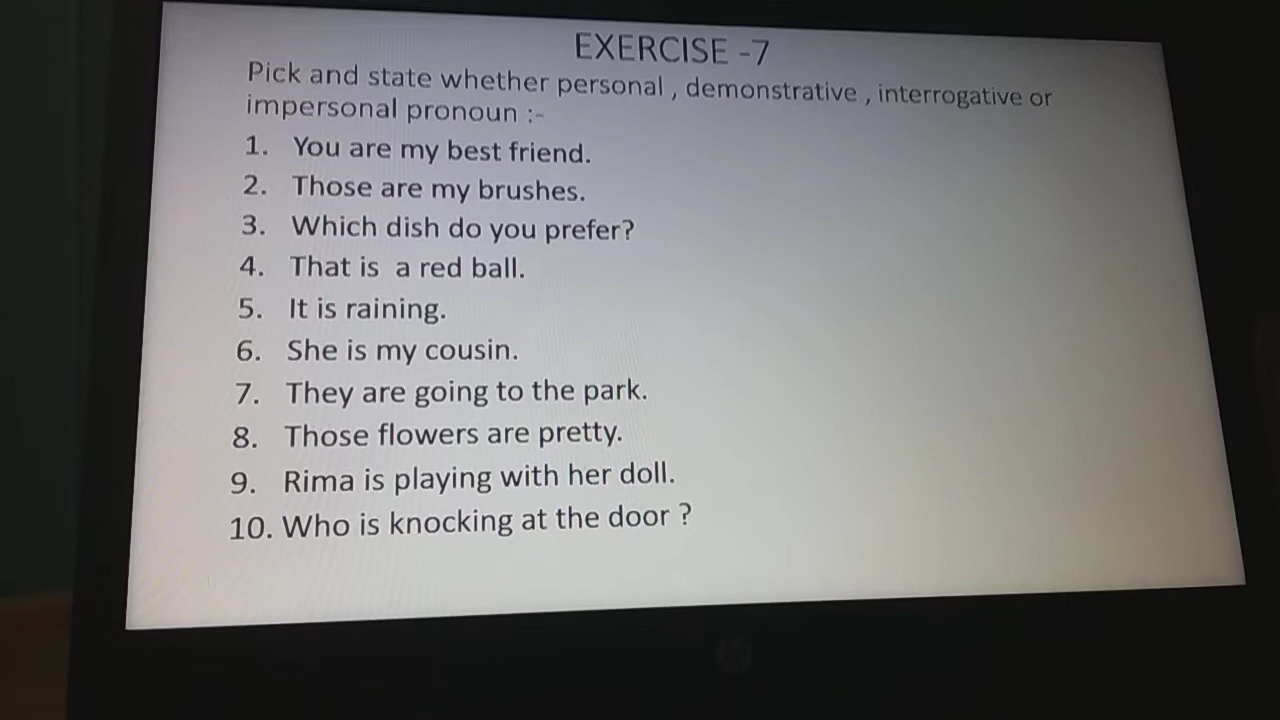 EXERCISE -7
Pick and state whether personal , demonstrative , interrogative or
impersonal pronoun :-
1. You are my best friend.
2. Those are my brushes.
3. Which dish do you prefer?
4. That is a red ball.
5. It is raining.
6. She is my cousin.
7. They are going to the park.
8. Those flowers are pretty.
9. Rima is playing with her doll.
10. Who is knocking at the door ?